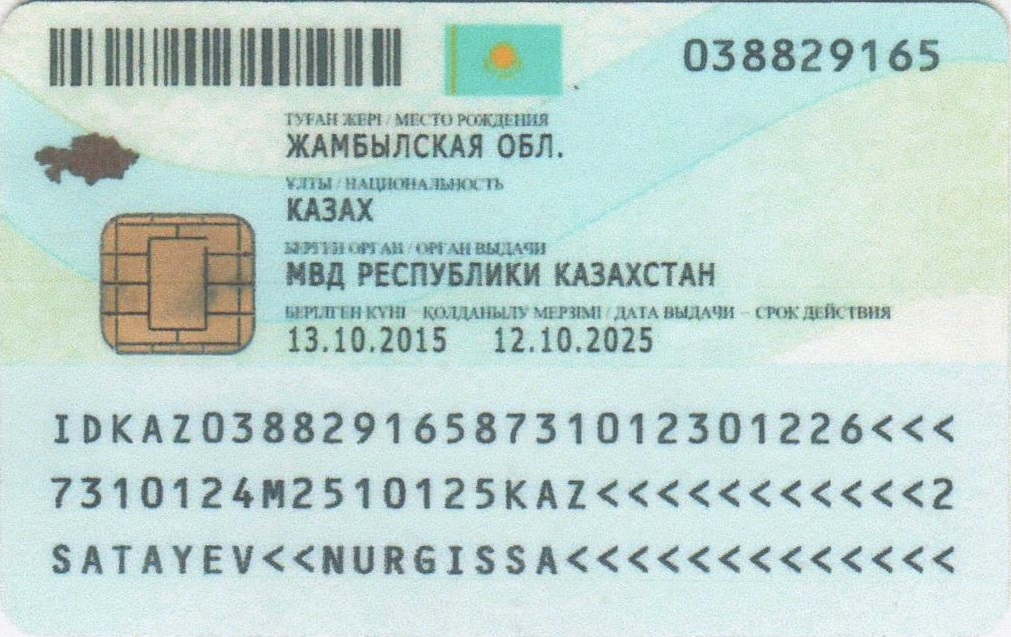 038829165
ТУҒАН ЖЕРІ / МЕСТО РОЖДЕНИЯ
ЖАМБЫЛСКАЯ ОБЛ.
ҰЛТЫ / НАЦИОНАЛЬНОСТЬ
КАЗАХ
БЕРГЕН ОРГАН / ОРГАН ВЫДАЧИ
МВД РЕСПУБЛИКИ КАЗАХСТАН
БЕРІЛГЕН КҮНІ – ҚОЛДАНЫЛУ МЕРЗІМІ / ДАТА ВЫДАЧИ – СРОК ДЕЙСТВИЯ
13.10.2015 12.10.2025
IDKAZ0388291658731012301226<<<
7310124M2510125KAZ<<<<<<<<<<<2
SATAYEV<<NURGISSA<<<<<<<<<<<<<